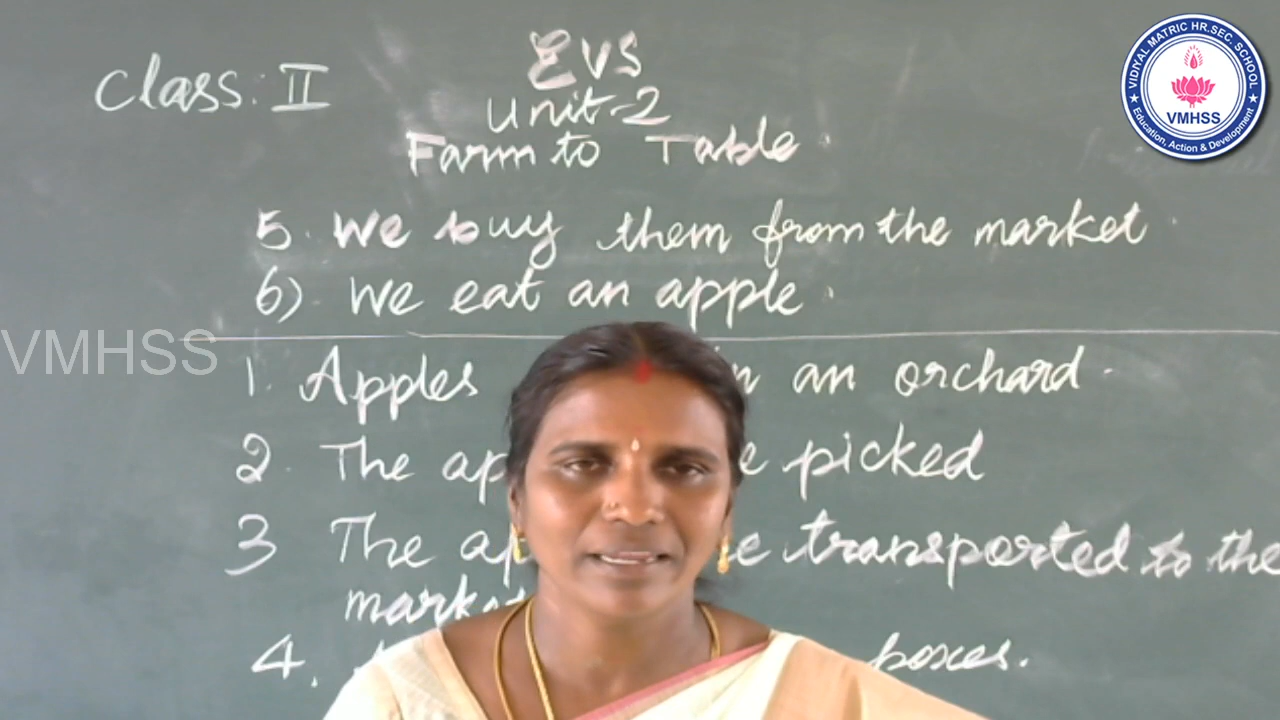 Class: II
EVS
Unit-2
Farm to Table.
5. We buy them from the market.
6) We eat an apple.
1. Apples in an orchard.
2. The ap e picked
3 The ap e transported to the
market
4. boxes.
VMHSS
VIDIYAL MATRIC HR.SEC. SCHOOL
VMHSS
Education, Action & Development